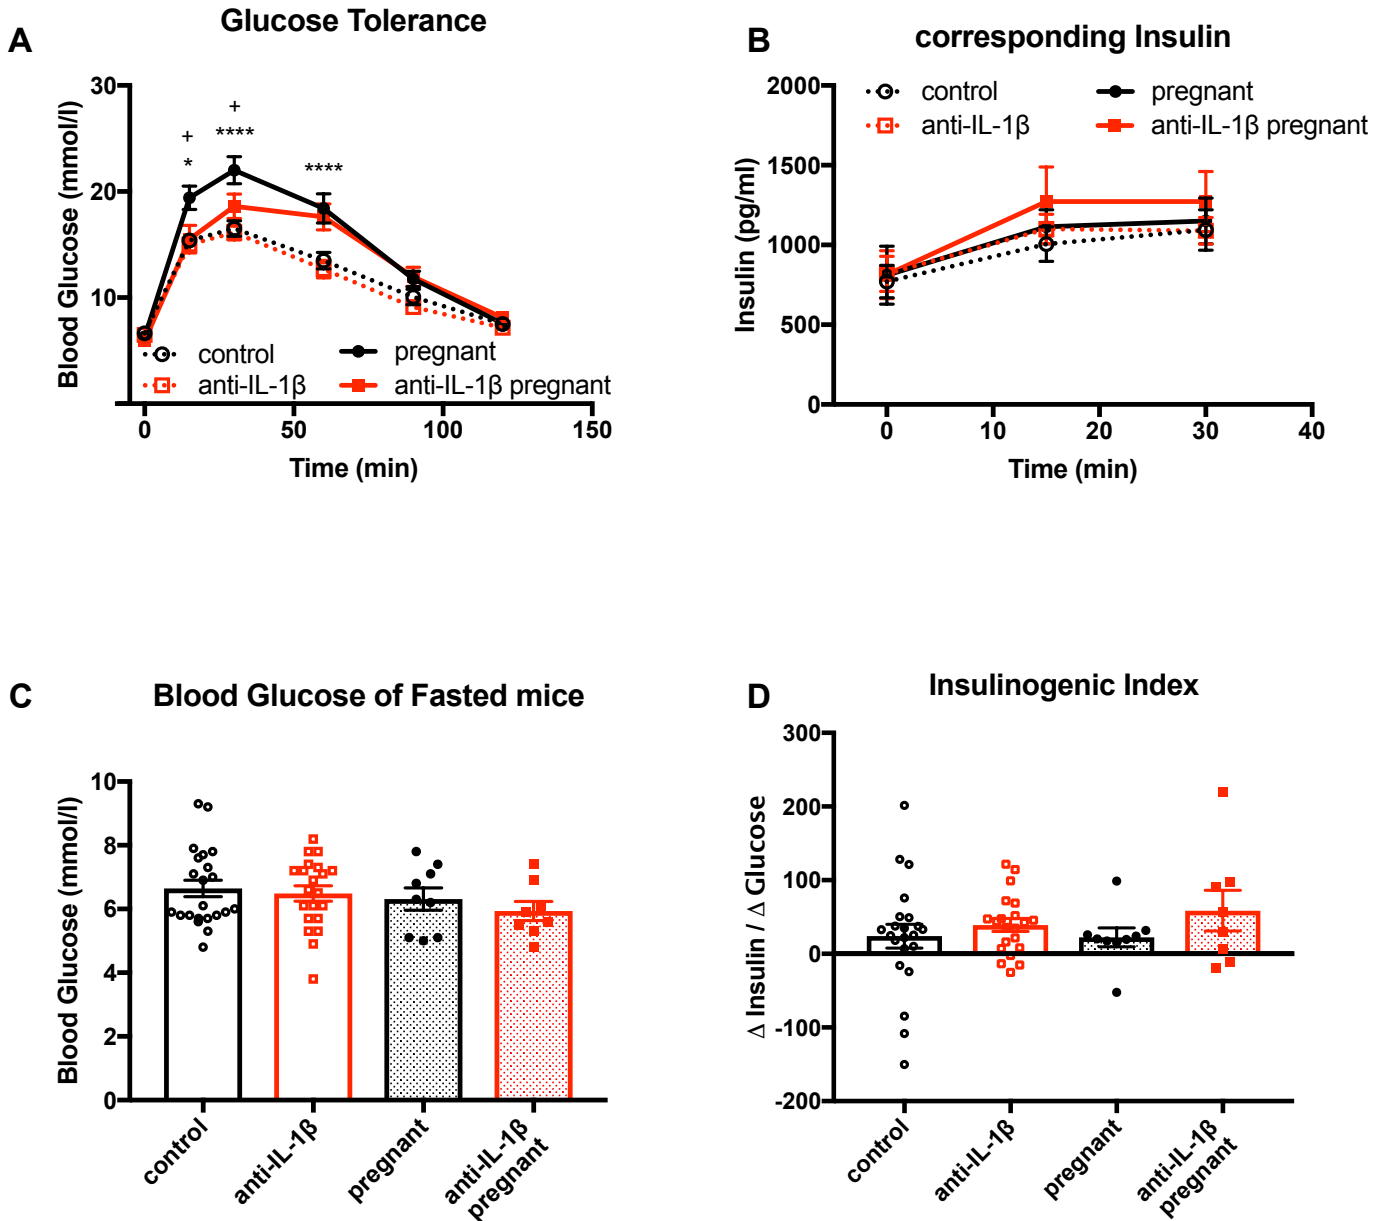 A
Glucose Tolerance
Blood Glucose (mmol/l)
30
20
10
+
*
+
****
****
control
pregnant
anti-IL-1β
anti-IL-1β pregnant
0
50
100
150
Time (min)
B
corresponding Insulin
Insulin (pg/ml)
2000
1500
1000
500
0
control
pregnant
anti-IL-1β
anti-IL-1β pregnant
0
10
20
30
40
Time (min)
C
Blood Glucose of Fasted mice
Blood Glucose (mmol/l)
10
8
6
4
2
0
control
anti-IL-1β
pregnant
anti-IL-1β
pregnant
D
Insulinogenic Index
Δ Insulin / Δ Glucose
300
200
100
0
-100
-200
control
anti-IL-1β
pregnant
anti-IL-1β
pregnant